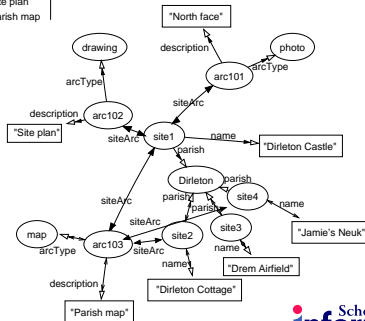 site plan
arish map
"North face"
drawing
description
photo
arcType
arc101
arcType
siteArc
description
arc102
"Site plan"
siteArc
site1
name
"Dirleton Castle"
parish
Dirleton
parish
parish
parish
site4
siteArc
name
map
siteArc
arc103
arcType
siteArc
site2
site3
"Jamie's Neuk"
name
description
name
"Drem Airfield"
"Dirleton Cottage"
"Parish map"